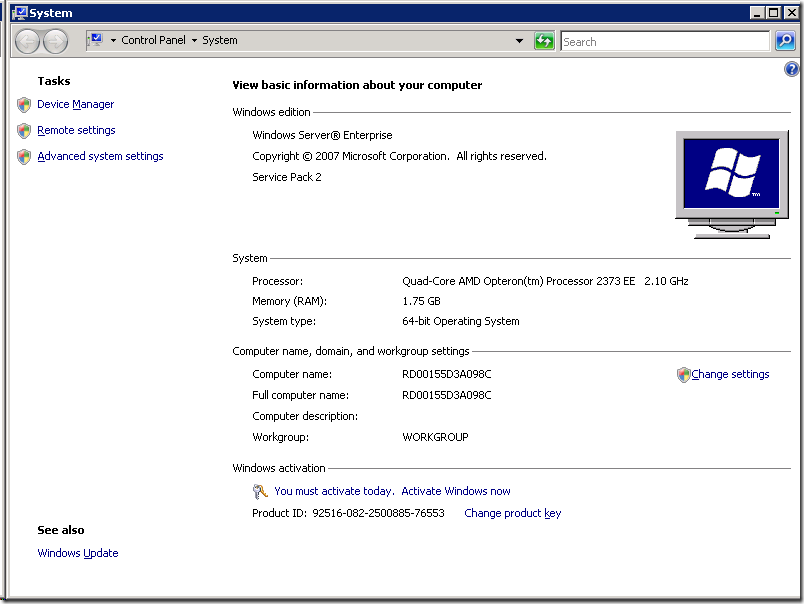 System
Control Panel System
Search
Tasks
Device Manager
Remote settings
Advanced system settings
View basic information about your computer
Windows edition
Windows Server® Enterprise
Copyright © 2007 Microsoft Corporation. All rights reserved.
Service Pack 2
TM
System
Processor: Quad-Core AMD Opteron(tm) Processor 2373 EE 2.10 GHz
Memory (RAM): 1.75 GB
System type: 64-bit Operating System
Computer name, domain, and workgroup settings
Computer name: RD00155D3A098C Change settings
Full computer name: RD00155D3A098C
Computer description:
Workgroup: WORKGROUP
Windows activation
You must activate today. Activate Windows now
Product ID: 92516-082-2500885-76553 Change product key
See also
Windows Update